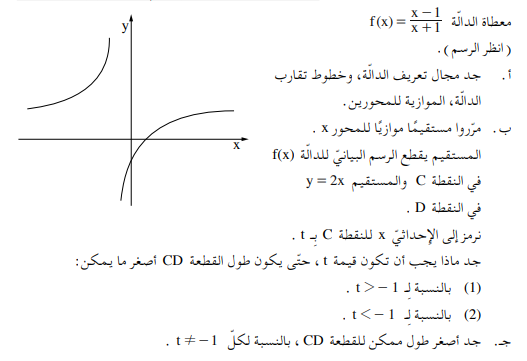 معطاة الدالّة f(x) = \frac{x-1}{x+1}
(انظر الرسم).
أ. جد مجال تعريف الدالّة، وخطوط تقارب
الدالّة، الموازية للمحورين.
ب. مرّروا مستقيمًا موازيًا للمحور x .
المستقيم يقطع الرسم البيانيّ للدالّة f(x)
في النقطة C والمستقيم y = 2x
في النقطة D .
نرمز إلى الإحداثيّ x للنقطة C بـ t .
جد ماذا يجب أن تكون قيمة t ، حتّى يكون طول القطعة CD أصغر ما يمكن:
(1) بالنسبة لـ t > -1 .
(2) بالنسبة لـ t < -1 .
جـ. جد أصغر طول ممكن للقطعة CD ، بالنسبة لكلّ t ≠ -1 .
y
x